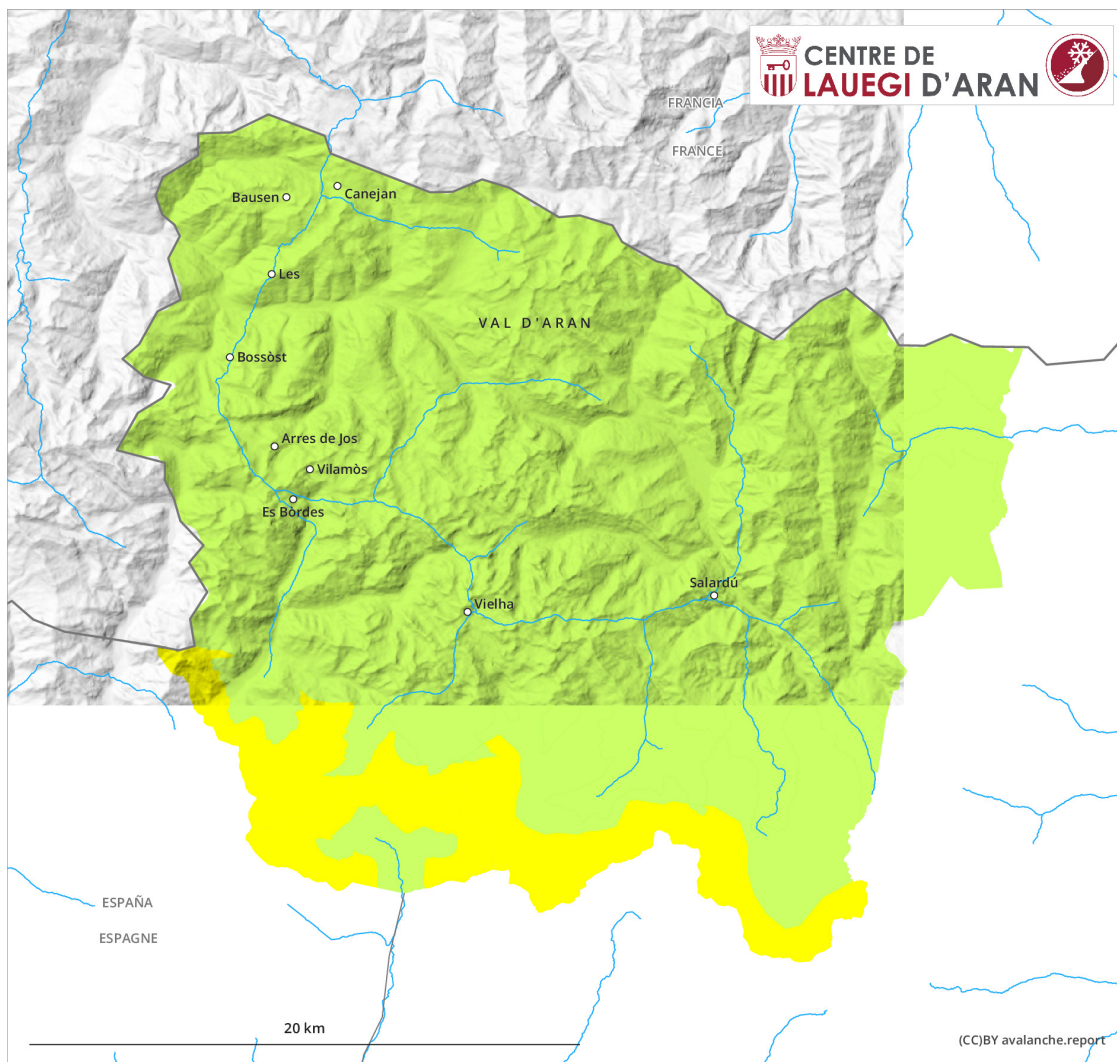 CENTRE DE
LAUEGI D'ARAN
FRANCIA
FRANCE
Bausen
Canejan
Les
VAL D'ARAN
Bossòst
Arres de Jos
Vilamòs
Es Bòrdes
Salardú
Vielha
ESPAÑA
ESPAGNE
20 km
(CC)BY avalanche.report